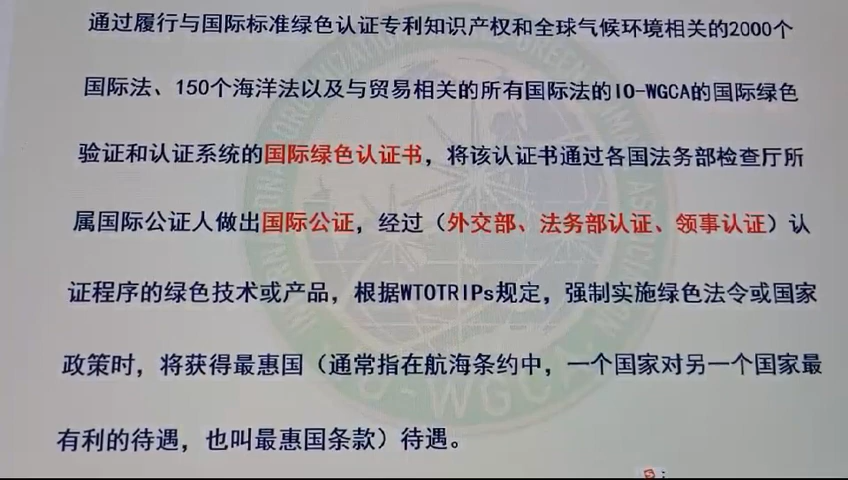 通过履行与国际标准绿色认证专利知识产权和全球气候环境相关的2000个
国际法、150个海洋法以及与贸易相关的所有国际法的IO-WGCA的国际绿色
验证和认证系统的国际绿色认证书，将该认证书通过各国法务部检查厅所
属国际公证人做出国际公证，经过（外交部、法务部认证、领事认证）认
证程序的绿色技术或产品，根据WTOTRIPs规定，强制实施绿色法令或国家
政策时，将获得最惠国（通常指在航海条约中，一个国家对另一个国家最
有利的待遇，也叫最惠国条款）待遇。
IO-WGCA